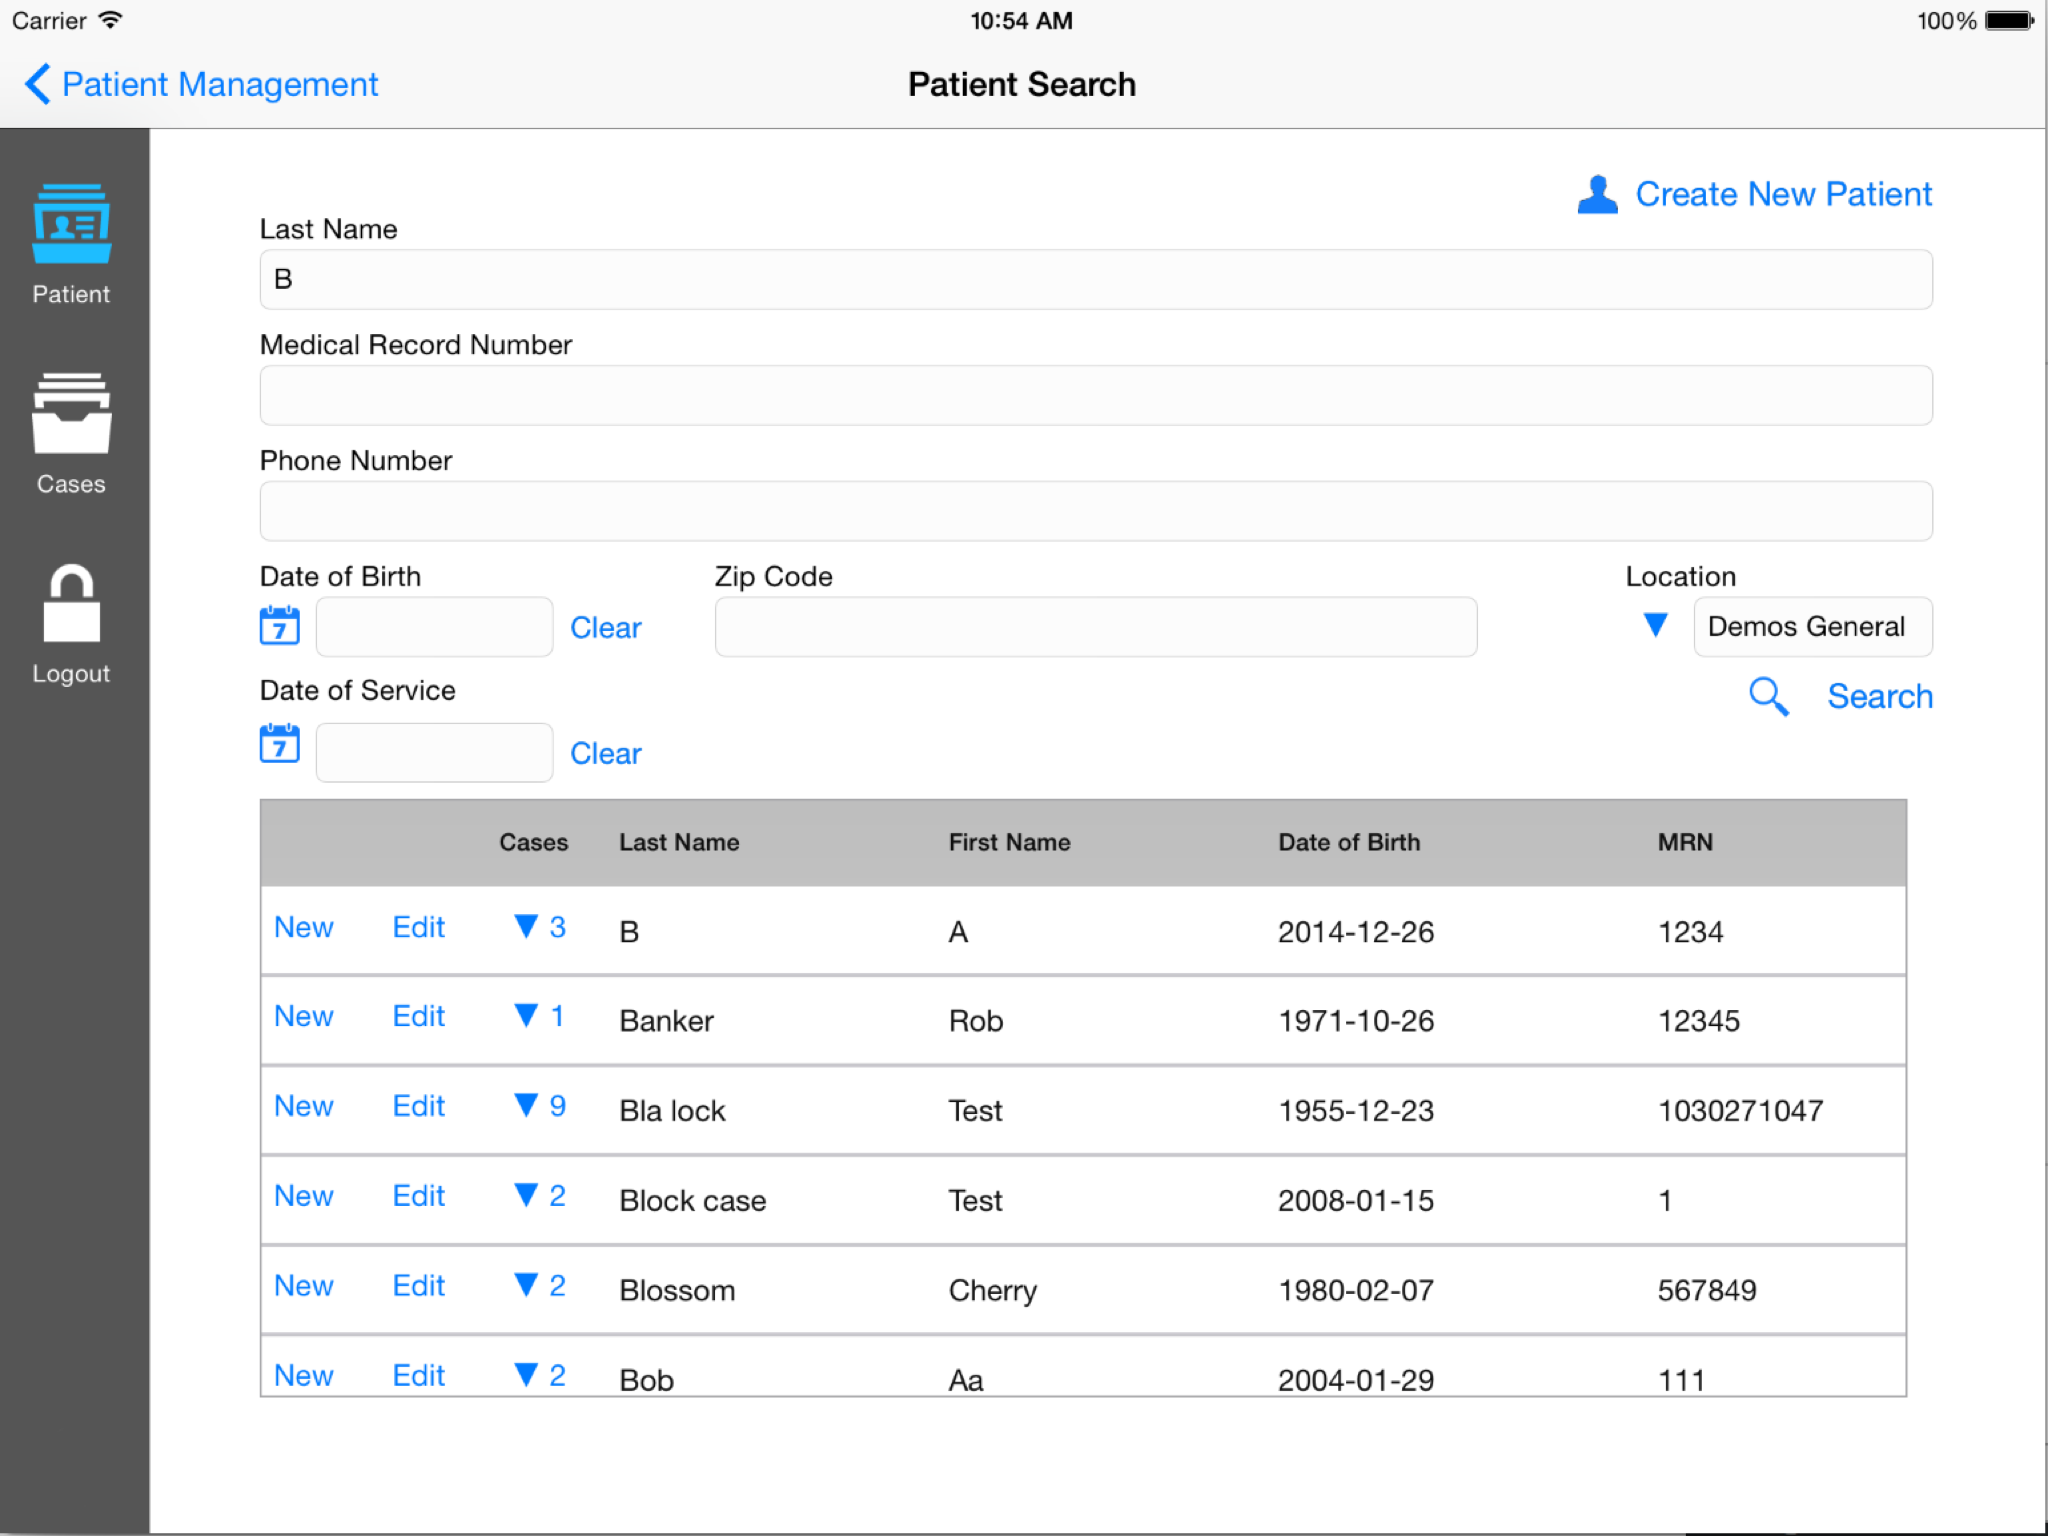 Carrier 10:54 AM 100%
Patient Management Patient Search
Create New Patient
Patient
Cases
Logout
Last Name
B
Medical Record Number
Phone Number
Date of Birth Zip Code Location
7 Clear Demos General
Date of Service Search
7 Clear
Cases Last Name First Name Date of Birth MRN
New Edit ▼ 3 B A 2014-12-26 1234
New Edit ▼ 1 Banker Rob 1971-10-26 12345
New Edit ▼ 9 Bla lock Test 1955-12-23 1030271047
New Edit ▼ 2 Block case Test 2008-01-15 1
New Edit ▼ 2 Blossom Cherry 1980-02-07 567849
New Edit ▼ 2 Bob Aa 2004-01-29 111